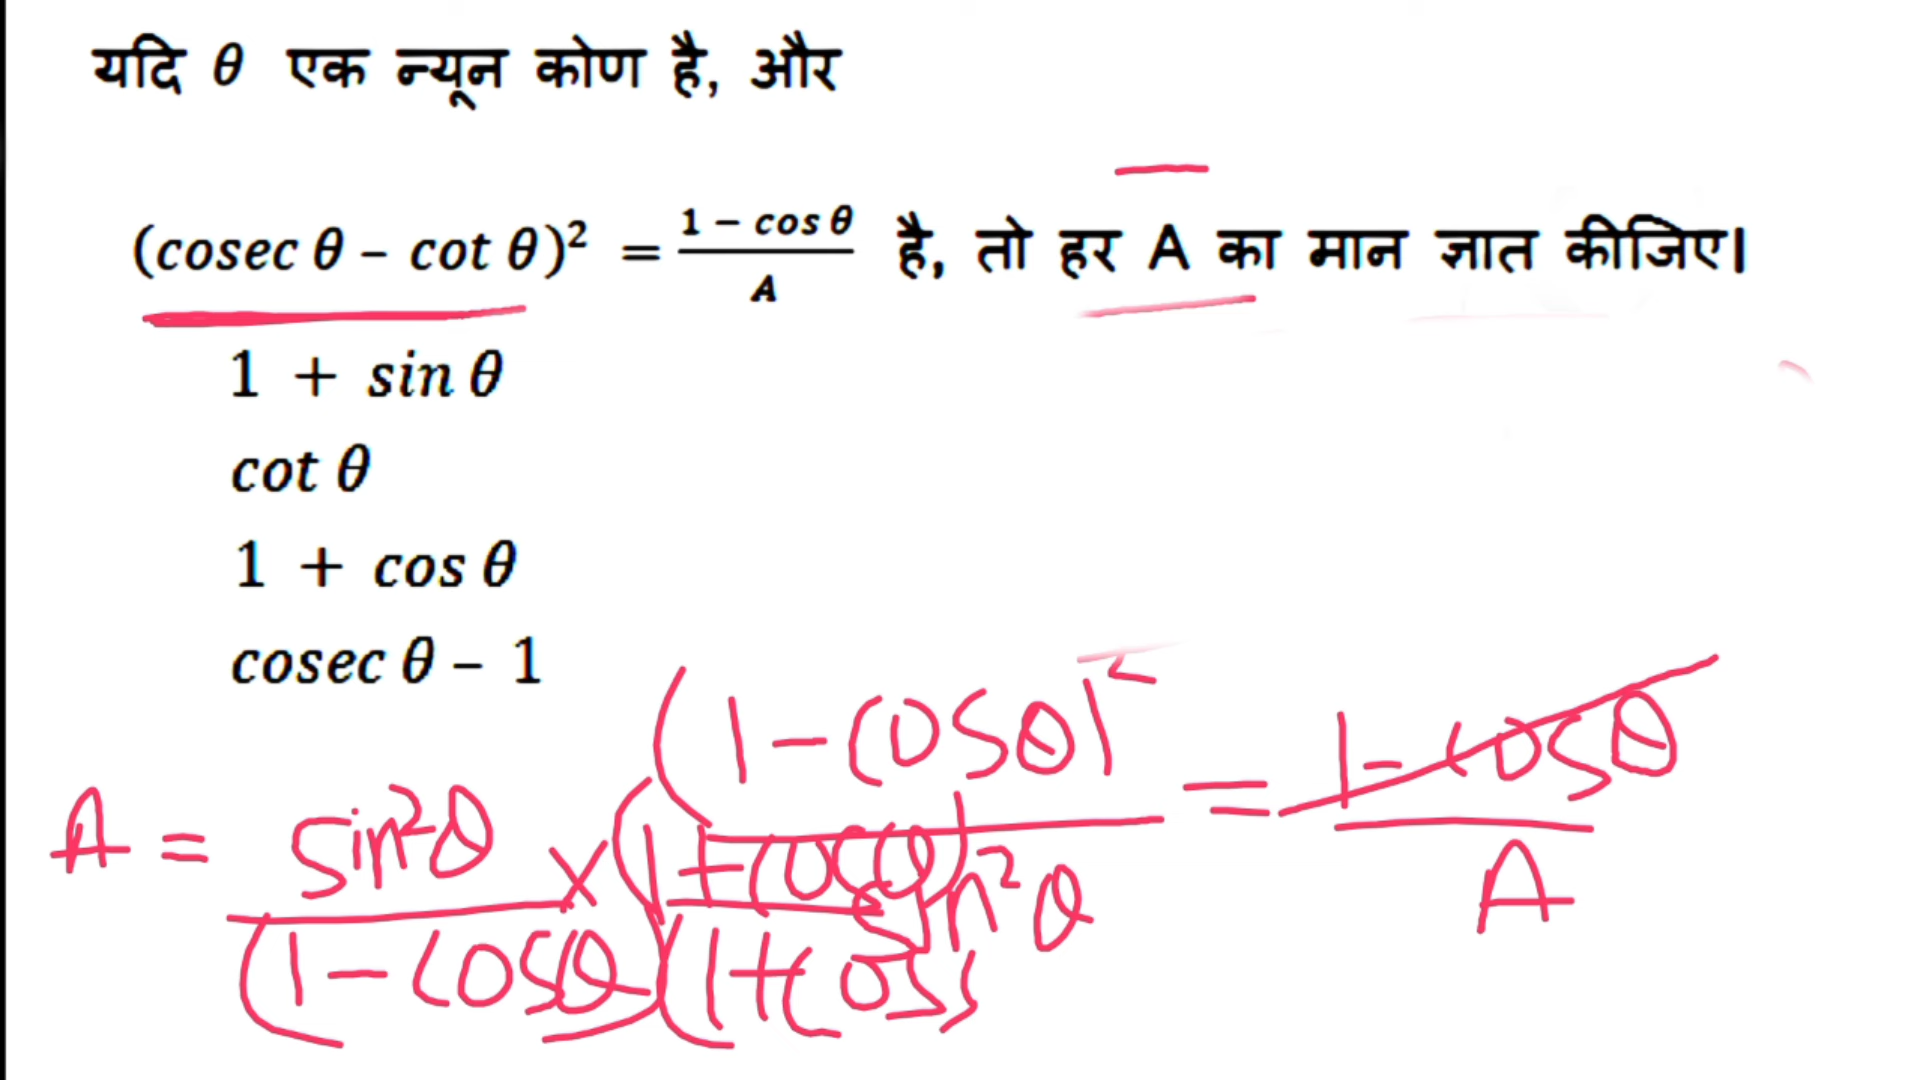 यदि θ एक न्यून कोण है, और
(cosec θ – cot θ)² = (1 – cos θ)/A है, तो हर A का मान ज्ञात कीजिए।
1 + sin θ
cot θ
1 + cos θ
cosec θ – 1
(1 - cosθ)² / sin²θ = 1 - cosθ / A
A = sin²θ / (1 - cosθ) × (1 + cosθ) / (1 + cos